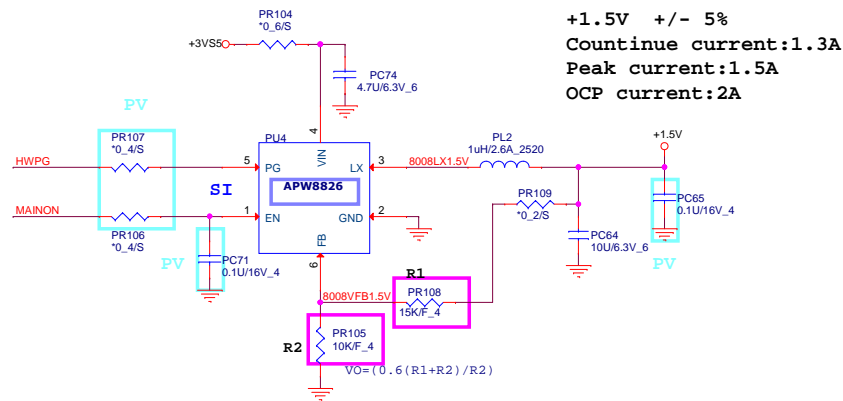 PR104
*0_6/S
+3VS5
+1.5V +/- 5%
Countinue current:1.3A
Peak current:1.5A
OCP current:2A
PC74
4.7U/6.3V_6
PV
4
PU4
PL2
1uH/2.6A_2520
+1.5V
PR107
*0_4/S
HWPG
5
PG
VIN
LX
3
8008LX1.5V
SI
APW8826
PR109
*0_2/S
PC65
0.1U/16V_4
MAINON
1
EN
GND
2
PR106
*0_4/S
FB
PC64
10U/6.3V_6
PV
PC71
0.1U/16V_4
PV
6
R1
8008VFB1.5V
PR108
15K/F_4
R2
PR105
10K/F_4
VO=(0.6(R1+R2)/R2)